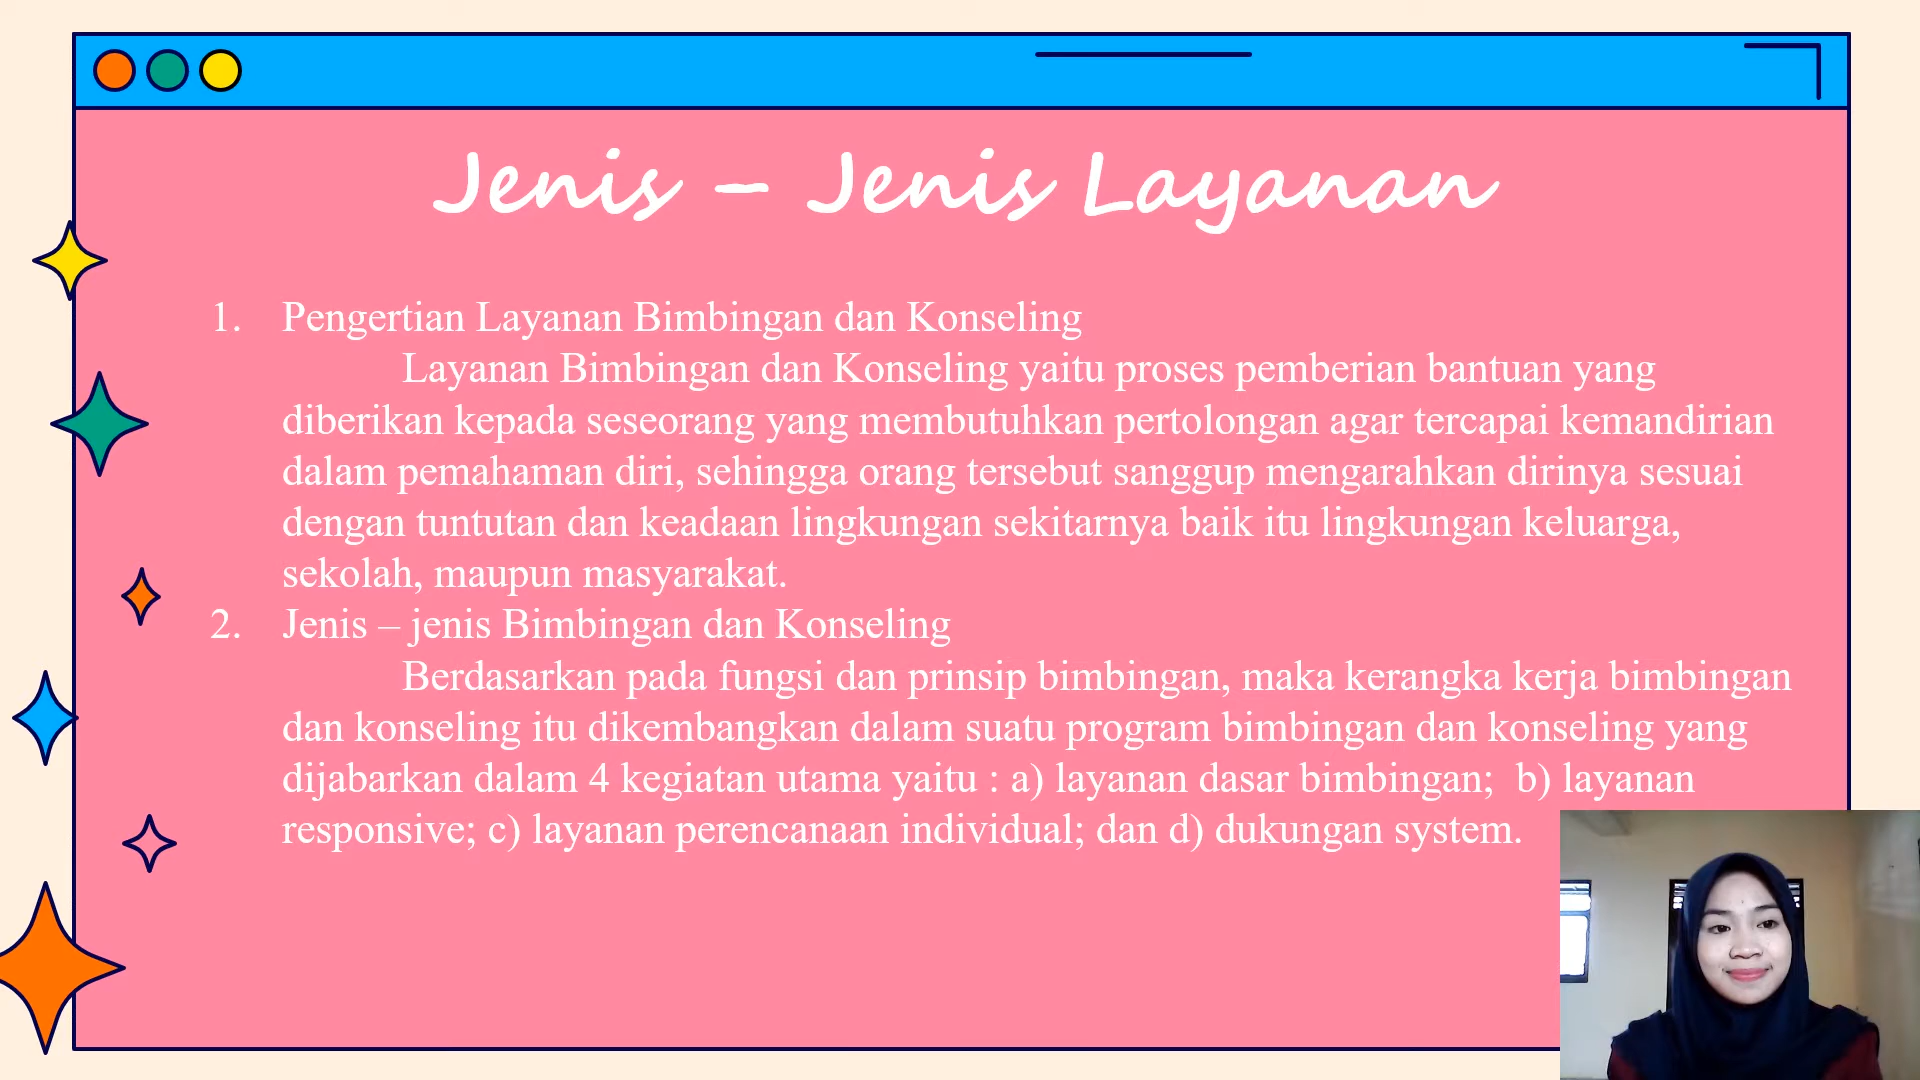 Jenis – Jenis Layanan
1. Pengertian Layanan Bimbingan dan Konseling
Layanan Bimbingan dan Konseling yaitu proses pemberian bantuan yang
diberikan kepada seseorang yang membutuhkan pertolongan agar tercapai kemandirian
dalam pemahaman diri, sehingga orang tersebut sanggup mengarahkan dirinya sesuai
dengan tuntutan dan keadaan lingkungan sekitarnya baik itu lingkungan keluarga,
sekolah, maupun masyarakat.
2. Jenis – jenis Bimbingan dan Konseling
Berdasarkan pada fungsi dan prinsip bimbingan, maka kerangka kerja bimbingan
dan konseling itu dikembangkan dalam suatu program bimbingan dan konseling yang
dijabarkan dalam 4 kegiatan utama yaitu : a) layanan dasar bimbingan;  b) layanan
responsive; c) layanan perencanaan individual; dan d) dukungan system.